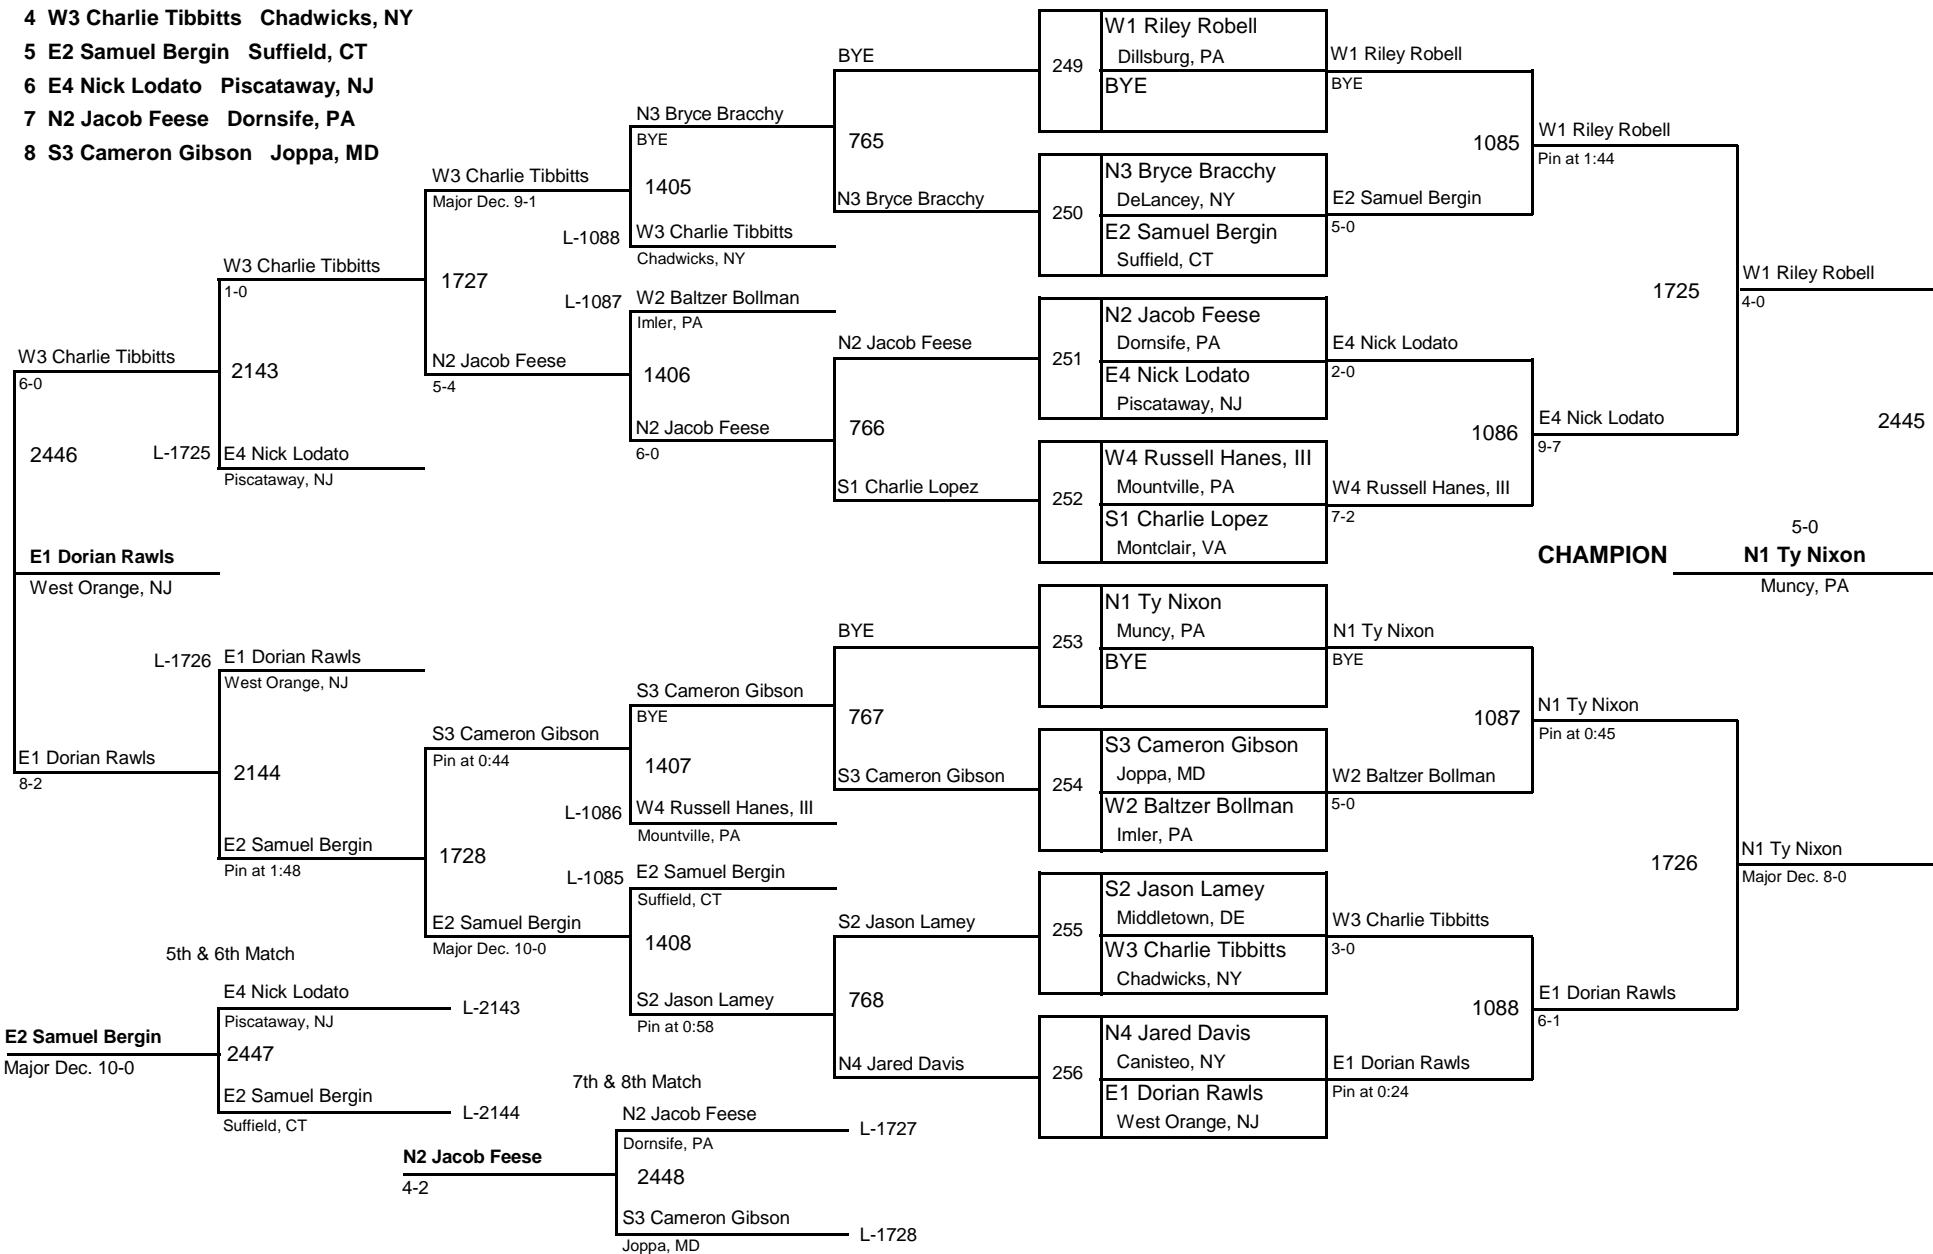 4 W3 Charlie Tibbitts Chadwicks, NY
5 E2 Samuel Bergin Suffield, CT
6 E4 Nick Lodato Piscataway, NJ
7 N2 Jacob Feese Dornsife, PA
8 S3 Cameron Gibson Joppa, MD
W3 Charlie Tibbitts
6-0
2446
E1 Dorian Rawls
West Orange, NJ
E1 Dorian Rawls
8-2
W3 Charlie Tibbitts
1-0
2143
L-1725
E4 Nick Lodato
Piscataway, NJ
L-1726
E1 Dorian Rawls
West Orange, NJ
2144
E2 Samuel Bergin
Pin at 1:48
W3 Charlie Tibbitts
Major Dec. 9-1
1727
N2 Jacob Feese
5-4
S3 Cameron Gibson
Pin at 0:44
1728
E2 Samuel Bergin
Major Dec. 10-0
N3 Bryce Bracchy
BYE
1405
L-1088
W3 Charlie Tibbitts
Chadwicks, NY
L-1087
W2 Baltzer Bollman
Imler, PA
1406
N2 Jacob Feese
6-0
S3 Cameron Gibson
BYE
1407
L-1086
W4 Russell Hanes, III
Mountville, PA
L-1085
E2 Samuel Bergin
Suffield, CT
1408
S2 Jason Lamey
Pin at 0:58
BYE
765
N3 Bryce Bracchy
N2 Jacob Feese
766
S1 Charlie Lopez
BYE
767
S3 Cameron Gibson
S2 Jason Lamey
768
N4 Jared Davis
249
W1 Riley Robell
Dillsburg, PA
BYE
250
N3 Bryce Bracchy
DeLancey, NY
E2 Samuel Bergin
Suffield, CT
251
N2 Jacob Feese
Dornsife, PA
E4 Nick Lodato
Piscataway, NJ
252
W4 Russell Hanes, III
Mountville, PA
S1 Charlie Lopez
Montclair, VA
253
N1 Ty Nixon
Muncy, PA
BYE
254
S3 Cameron Gibson
Joppa, MD
W2 Baltzer Bollman
Imler, PA
255
S2 Jason Lamey
Middletown, DE
W3 Charlie Tibbitts
Chadwicks, NY
256
N4 Jared Davis
Canisteo, NY
E1 Dorian Rawls
West Orange, NJ
W1 Riley Robell
BYE
1085
E2 Samuel Bergin
5-0
E4 Nick Lodato
2-0
1086
W4 Russell Hanes, III
7-2
N1 Ty Nixon
BYE
1087
W2 Baltzer Bollman
5-0
W3 Charlie Tibbitts
3-0
1088
E1 Dorian Rawls
Pin at 0:24
W1 Riley Robell
Pin at 1:44
1725
E4 Nick Lodato
9-7
N1 Ty Nixon
Pin at 0:45
1726
E1 Dorian Rawls
6-1
W1 Riley Robell
4-0
2445
5-0
CHAMPION N1 Ty Nixon
Muncy, PA
N1 Ty Nixon
Major Dec. 8-0
5th & 6th Match
E4 Nick Lodato
L-2143
Piscataway, NJ
E2 Samuel Bergin
2447
Major Dec. 10-0
E2 Samuel Bergin
L-2144
Suffield, CT
7th & 8th Match
N2 Jacob Feese
L-1727
Dornsife, PA
N2 Jacob Feese
2448
4-2
S3 Cameron Gibson
L-1728
Joppa, MD